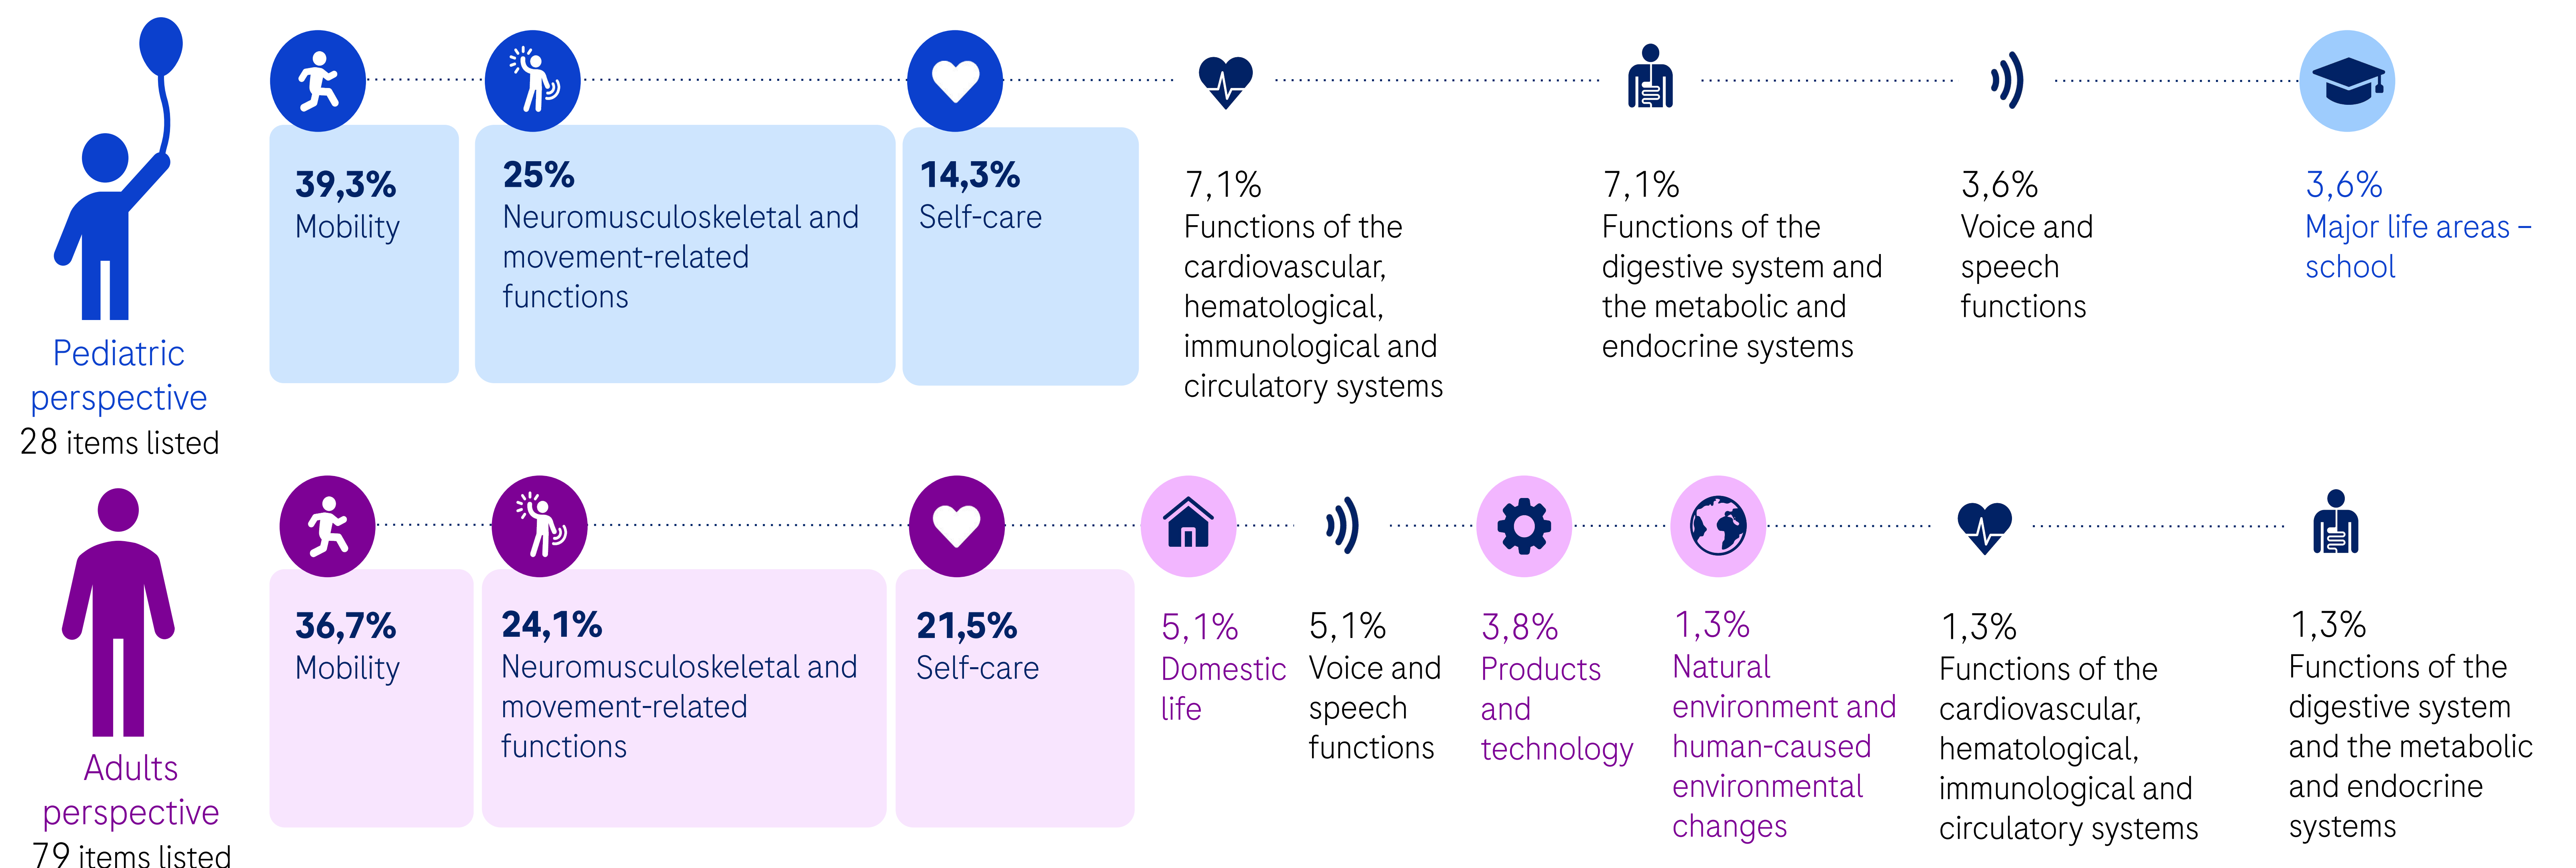 Pediatric
perspective
28 items listed
39,3%
Mobility
25%
Neuromusculoskeletal and
movement-related
functions
14,3%
Self-care
7,1%
Functions of the
cardiovascular,
hematological,
immunological and
circulatory systems
7,1%
Functions of the
digestive system and
the metabolic and
endocrine systems
3,6%
Voice and
speech
functions
3,6%
Major life areas –
school
Adults
perspective
79 items listed
36,7%
Mobility
24,1%
Neuromusculoskeletal and
movement-related
functions
21,5%
Self-care
5,1%
Domestic
life
5,1%
Voice and
speech
functions
3,8%
Products
and
technology
1,3%
Natural
environment and
human-caused
environmental
changes
1,3%
Functions of the
cardiovascular,
hematological,
immunological and
circulatory systems
1,3%
Functions of the
digestive system
and the metabolic
and endocrine
systems